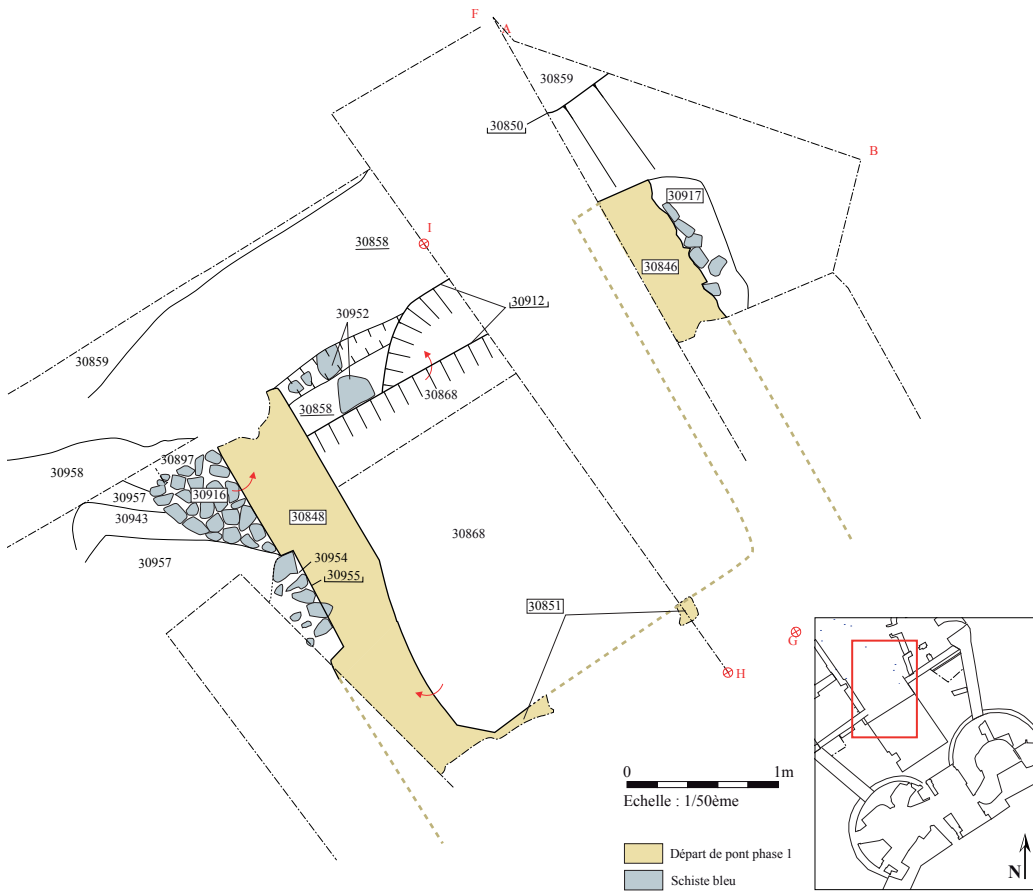 F
A
30859
30850
B
30917
I
30858
30846
30912
30952
30859
30868
30858
30897
30958
30916
30957
30943
30848
30868
30954
30957
30955
30851
G
H
0 1m
Echelle : 1/50ème
Départ de pont phase 1
Schiste bleu
N